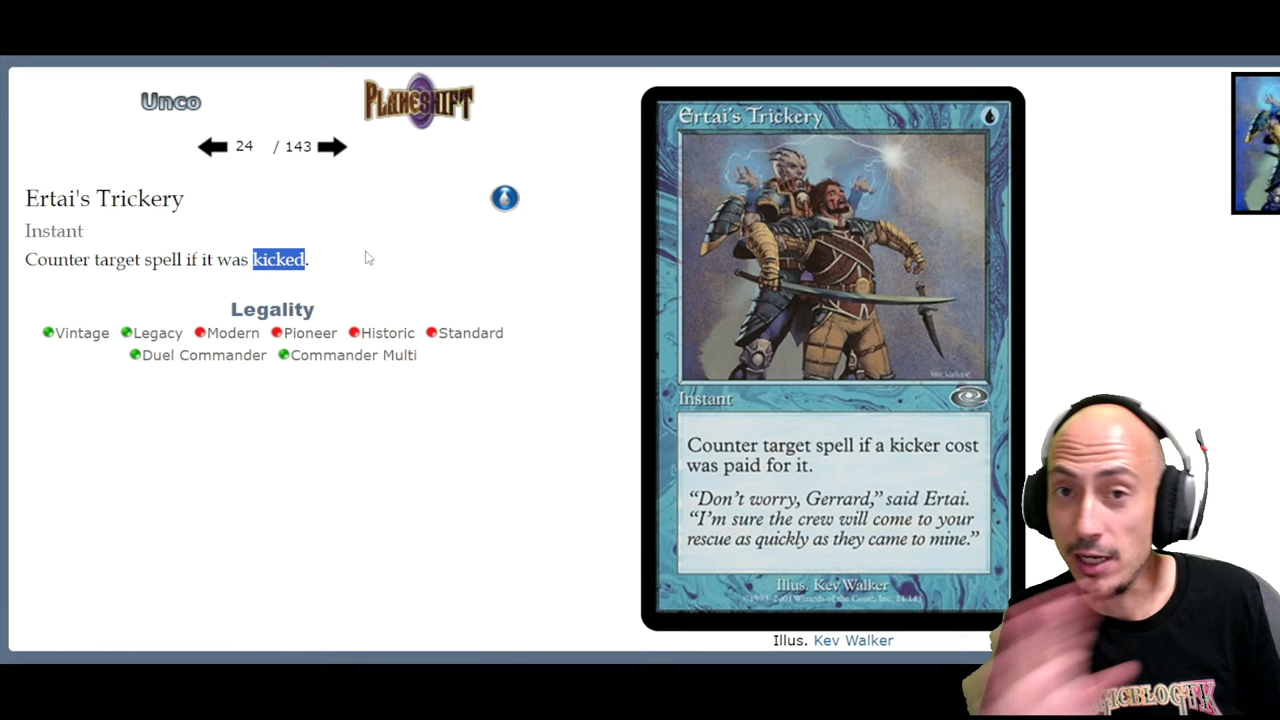 Unco
PLANESHIFT
24 / 143
Ertai's Trickery
Instant
Counter target spell if it was kicked.
Legality
Vintage Legacy Modern Pioneer Historic Standard
Duel Commander Commander Multi
Ertai's Trickery
Instant
Counter target spell if a kicker cost
was paid for it.
"Don't worry, Gerrard," said Ertai.
"I'm sure the crew will come to your
rescue as quickly as they came to mine."
Illus. Kev Walker
Illus. Kev Walker